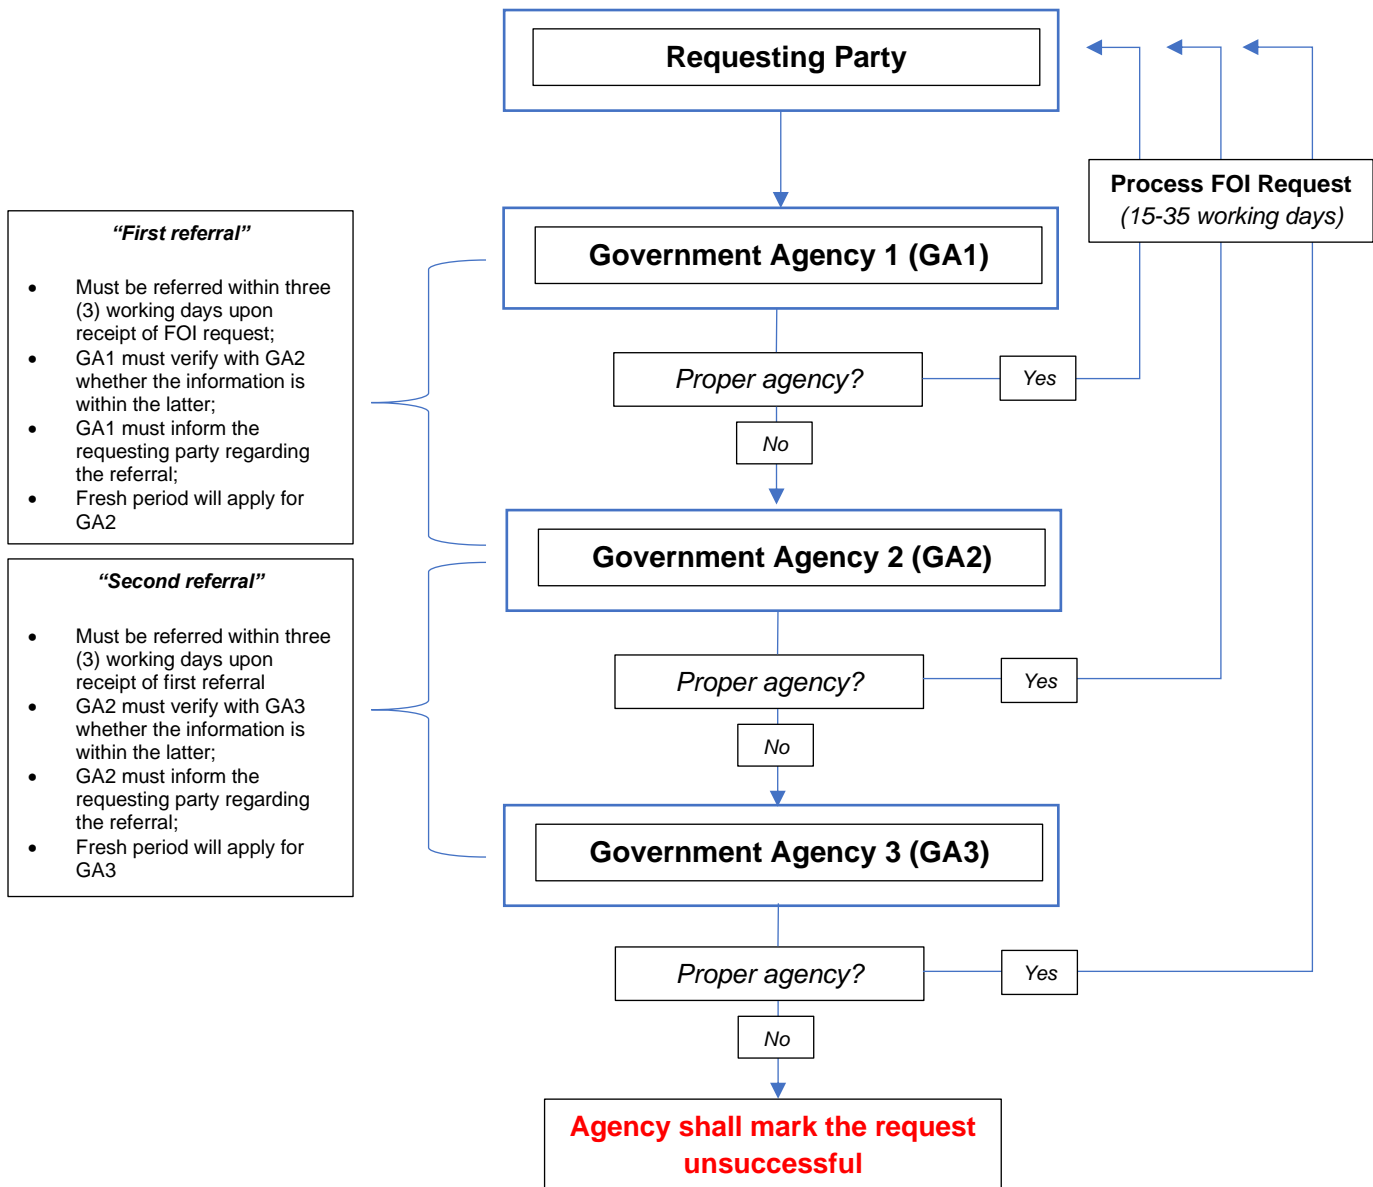 Requesting Party
Process FOI Request
(15-35 working days)
“First referral”
• Must be referred within three
(3) working days upon
receipt of FOI request;
• GA1 must verify with GA2
whether the information is
within the latter;
• GA1 must inform the
requesting party regarding
the referral;
• Fresh period will apply for
GA2
Government Agency 1 (GA1)
Proper agency?
Yes
No
Government Agency 2 (GA2)
“Second referral”
• Must be referred within three
(3) working days upon
receipt of first referral
• GA2 must verify with GA3
whether the information is
within the latter;
• GA2 must inform the
requesting party regarding
the referral;
• Fresh period will apply for
GA3
Proper agency?
Yes
No
Government Agency 3 (GA3)
Proper agency?
Yes
No
Agency shall mark the request
unsuccessful